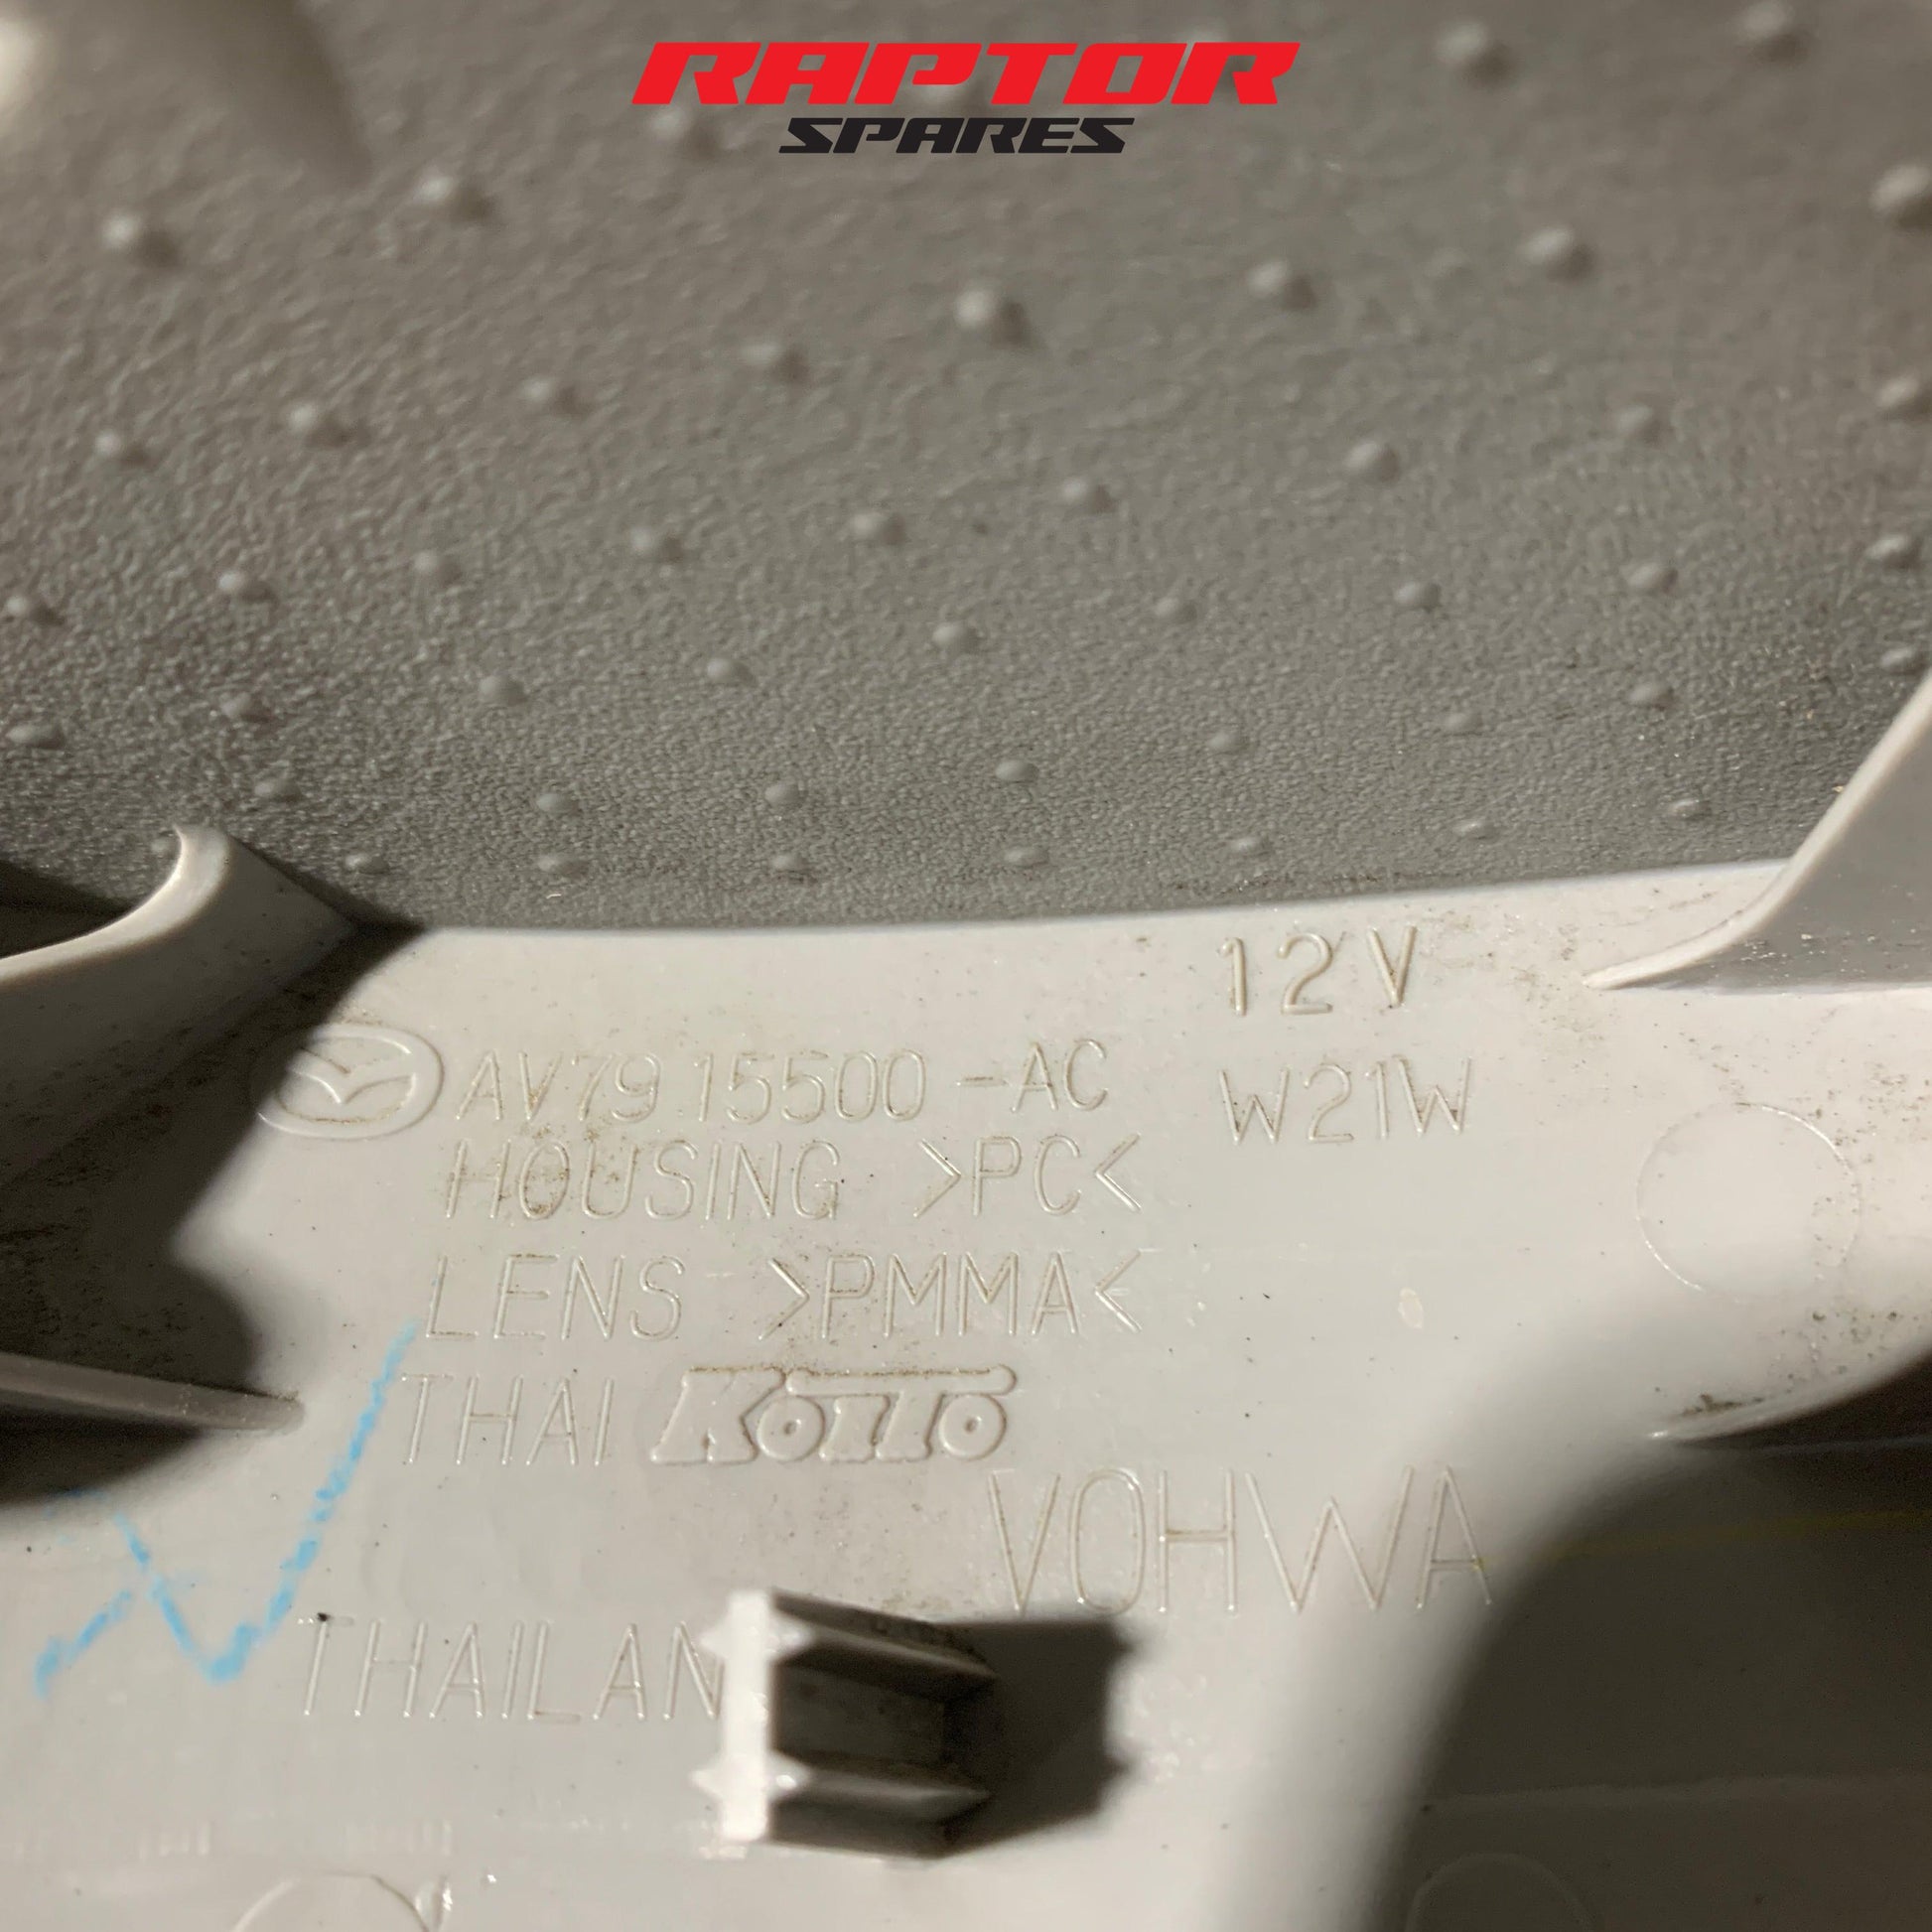 RAPTOR
SPARES
12V
AV79 15500 -AC
W21W
HOUSING >PC<
LENS >PMMA<
THAI KOITO
VOHWA
THAILAN